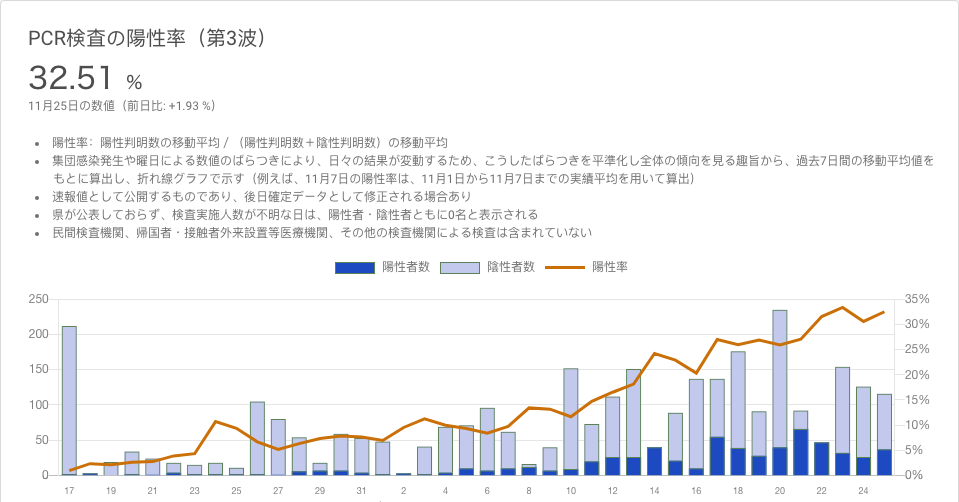 PCR検査の陽性率（第3波）
32.51 %
11月25日の数値（前日比: +1.93 %）
• 陽性率：陽性判明数の移動平均 / （陽性判明数＋陰性判明数）の移動平均
• 集団感染発生や曜日による数値のばらつきにより、日々の結果が変動するため、こうしたばらつきを平準化し全体の傾向を見る趣旨から、過去7日間の移動平均値を
もとに算出し、折れ線グラフで示す（例えば、11月7日の陽性率は、11月1日から11月7日までの実績平均を用いて算出）
• 速報値として公開するものであり、後日確定データとして修正される場合あり
• 県が公表しておらず、検査実施人数が不明な日は、陽性者・陰性者ともに0名と表示される
• 民間検査機関、帰国者・接触者外来設置等医療機関、その他の検査機関による検査は含まれていない
陽性者数 陰性者数 陽性率
250 35%
200 30%
25%
150 20%
100 15%
10%
50 5%
0 0%
17 19 21 23 25 27 29 31 2 4 6 8 10 12 14 16 18 20 22 24